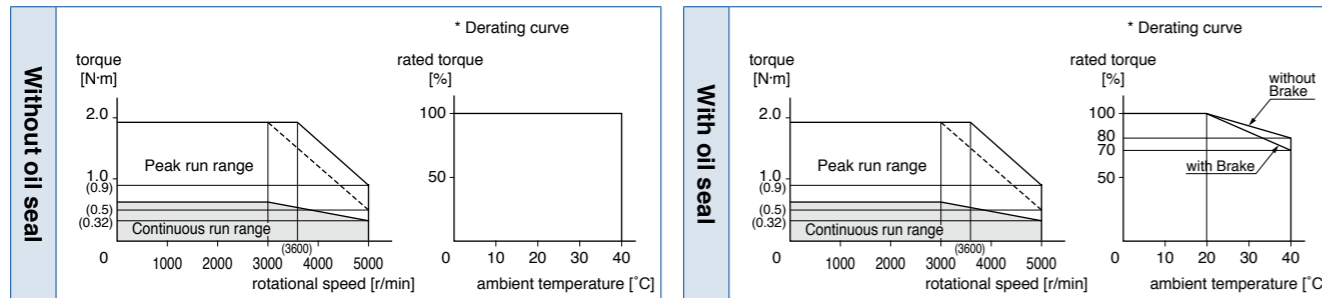 Without oil seal
* Derating curve
torque
[N·m]
2.0
1.0
(0.9)
(0.5)
(0.32)
0
Peak run range
Continuous run range
(3600)
1000 2000 3000 4000 5000
rotational speed [r/min]
rated torque
[%]
100
50
0 10 20 30 40
ambient temperature [˚C]
With oil seal
* Derating curve
torque
[N·m]
2.0
1.0
(0.9)
(0.5)
(0.32)
0
Peak run range
Continuous run range
(3600)
1000 2000 3000 4000 5000
rotational speed [r/min]
rated torque
[%]
without
Brake
100
80
70
50
with Brake
0 10 20 30 40
ambient temperature [˚C]